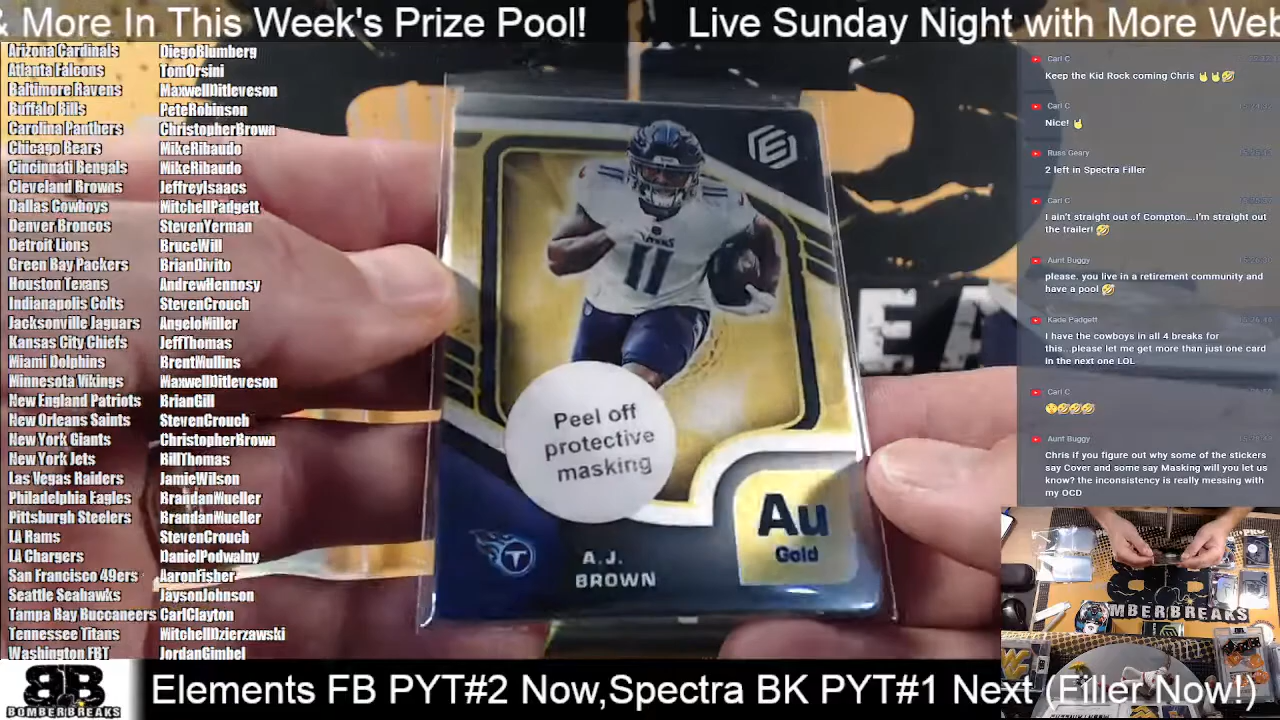 & More In This Week's Prize Pool! Live Sunday Night with More Web
Arizona Cardinals DiegoBlumberg
Atlanta Falcons TomOrsini
Baltimore Ravens MaxwellDitleveson
Buffalo Bills PeteRobinson
Carolina Panthers ChristopherBrown
Chicago Bears MikeRibaudo
Cincinnati Bengals MikeRibaudo
Cleveland Browns JeffreyIsaacs
Dallas Cowboys MitchellPadgett
Denver Broncos StevenYerman
Detroit Lions BruceWill
Green Bay Packers BrianDivito
Houston Texans AndrewHennosy
Indianapolis Colts StevenCrouch
Jacksonville Jaguars AngeloMiller
Kansas City Chiefs JeffThomas
Miami Dolphins BrentMullins
Minnesota Vikings MaxwellDitleveson
New England Patriots BrianGill
New Orleans Saints StevenCrouch
New York Giants ChristopherBrown
New York Jets BillThomas
Las Vegas Raiders JamieWilson
Philadelphia Eagles BrandanMueller
Pittsburgh Steelers BrandanMueller
LA Rams StevenCrouch
LA Chargers DanielPodwalny
San Francisco 49ers AaronFisher
Seattle Seahawks JaysonJohnson
Tampa Bay Buccaneers CarlClayton
Tennessee Titans MitchellDzierzawski
Washington FBT JordanGimbel
11
Peel off
protective
masking
Au
Gold
T
A.J.
BROWN
EA
Carl C
Keep the Kid Rock coming Chris 🤘🤘🤣
Carl C
Nice! 🤘
Russ Geary
2 left in Spectra Filler
Carl C
I ain't straight out of Compton....I'm straight out
the trailer! 🤣
Aunt Buggy
please. you live in a retirement community and
have a pool 🤣
Kade Padgett
I have the cowboys in all 4 breaks for
this.. please let me get more than just one card
in the next one LOL
Carl C
😲🤣🤣🤣
Aunt Buggy
Chris if you figure out why some of the stickers
say Cover and some say Masking will you let us
know? the inconsistency is really messing with
my OCD
MBERBREAKS
BB
BOMBERBREAKS
Elements FB PYT#2 Now,Spectra BK PYT#1 Next (Filler Now!)